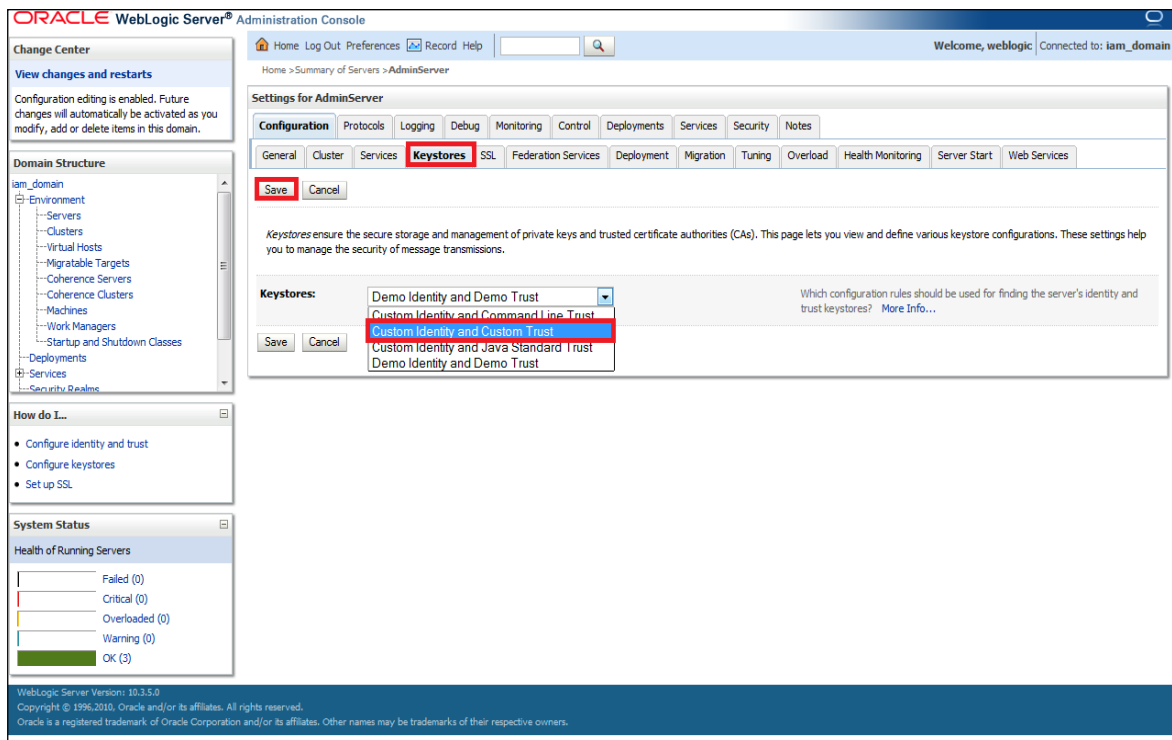 ORACLE WebLogic Server® Administration Console
Change Center
View changes and restarts
Configuration editing is enabled. Future
changes will automatically be activated as you
modify, add or delete items in this domain.
Domain Structure
iam_domain
Environment
Servers
Clusters
Virtual Hosts
Migratable Targets
Coherence Servers
Coherence Clusters
Machines
Work Managers
Startup and Shutdown Classes
Deployments
Services
Security Realms
How do I...
Configure identity and trust
Configure keystores
Set up SSL
System Status
Health of Running Servers
Failed (0)
Critical (0)
Overloaded (0)
Warning (0)
OK (3)
Home Log Out Preferences Record Help
Welcome, weblogic Connected to: iam_domain
Home >Summary of Servers >AdminServer
Settings for AdminServer
Configuration Protocols Logging Debug Monitoring Control Deployments Services Security Notes
General Cluster Services Keystores SSL Federation Services Deployment Migration Tuning Overload Health Monitoring Server Start Web Services
Save Cancel
Keystores ensure the secure storage and management of private keys and trusted certificate authorities (CAs). This page lets you view and define various keystore configurations. These settings help
you to manage the security of message transmissions.
Keystores:
Demo Identity and Demo Trust
Custom Identity and Command Line Trust
Custom Identity and Custom Trust
Custom Identity and Java Standard Trust
Demo Identity and Demo Trust
Which configuration rules should be used for finding the server's identity and
trust keystores? More Info...
Save Cancel
WebLogic Server Version: 10.3.5.0
Copyright © 1996,2010, Oracle and/or its affiliates. All rights reserved.
Oracle is a registered trademark of Oracle Corporation and/or its affiliates. Other names may be trademarks of their respective owners.